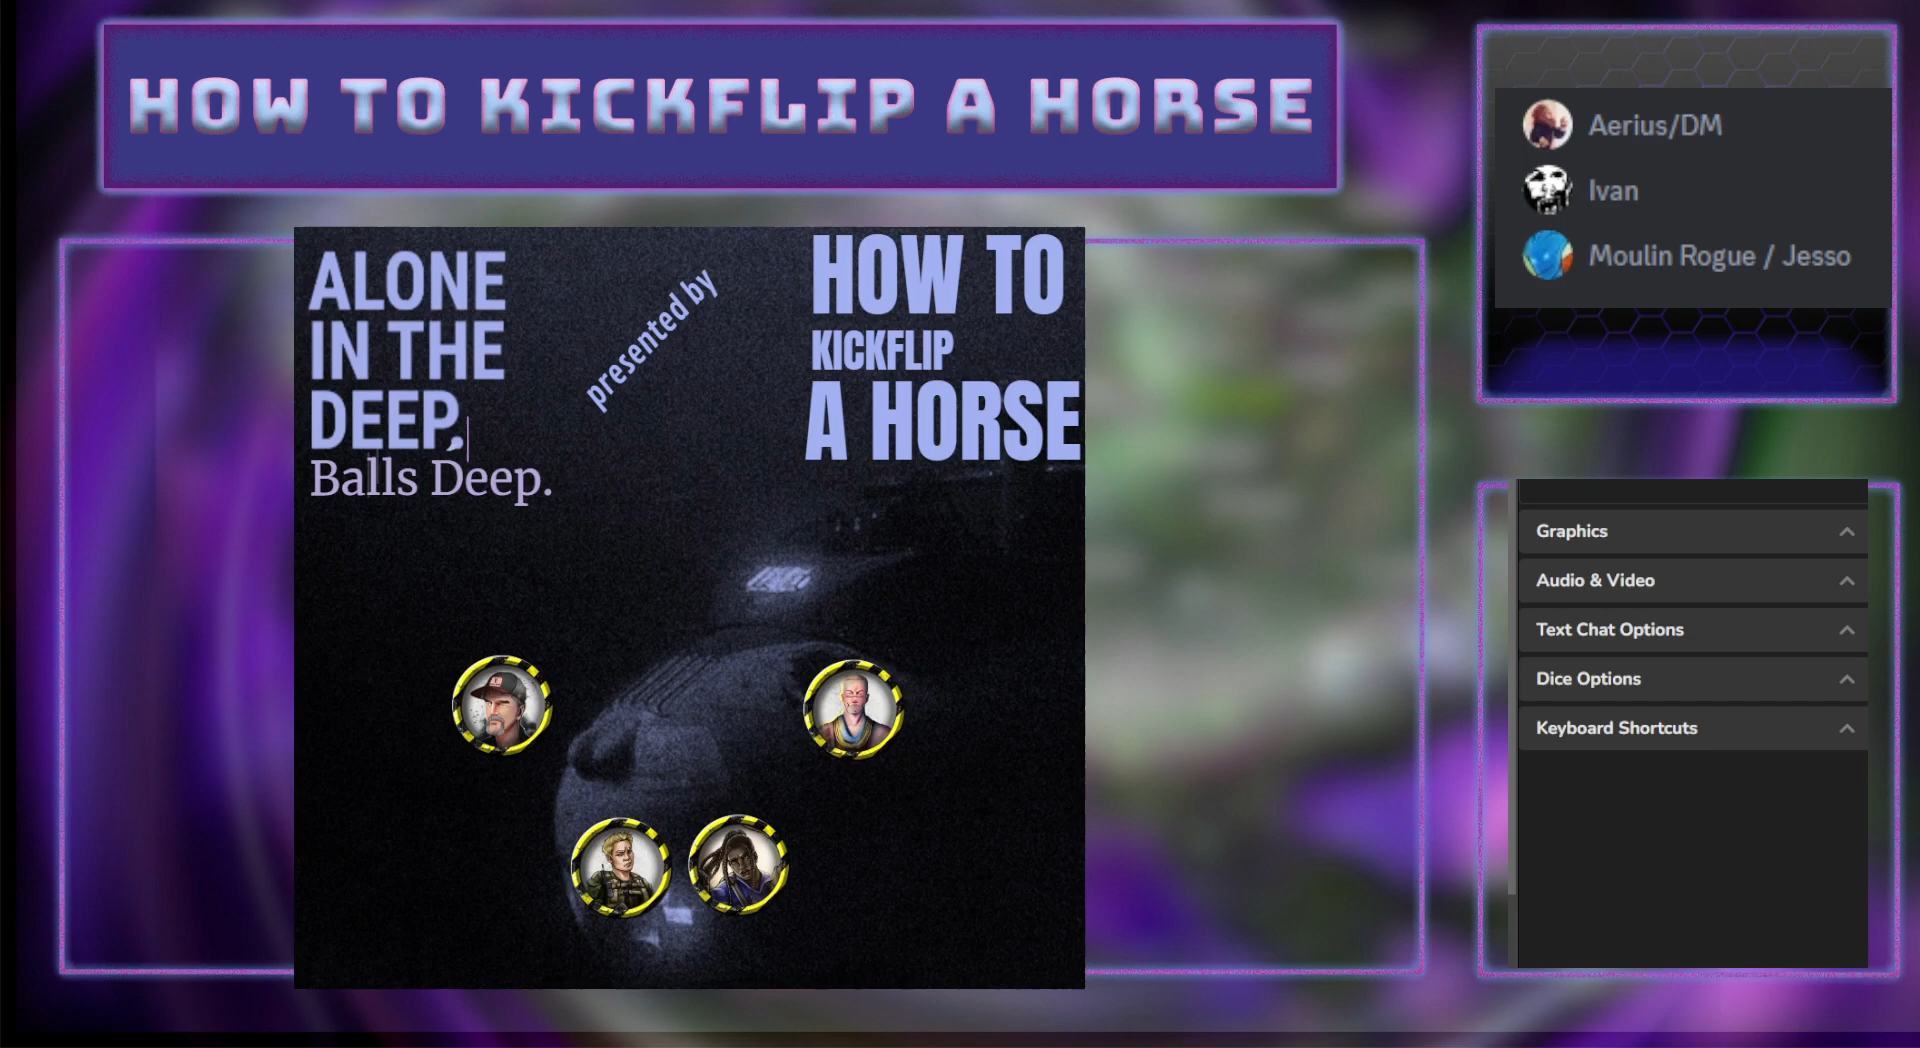 HOW TO KICKFLIP A HORSE
ALONE
IN THE
DEEP,
Balls Deep.
presented by
HOW TO
KICKFLIP
A HORSE
Aerius/DM
Ivan
Moulin Rogue / Jesso
Graphics
Audio & Video
Text Chat Options
Dice Options
Keyboard Shortcuts